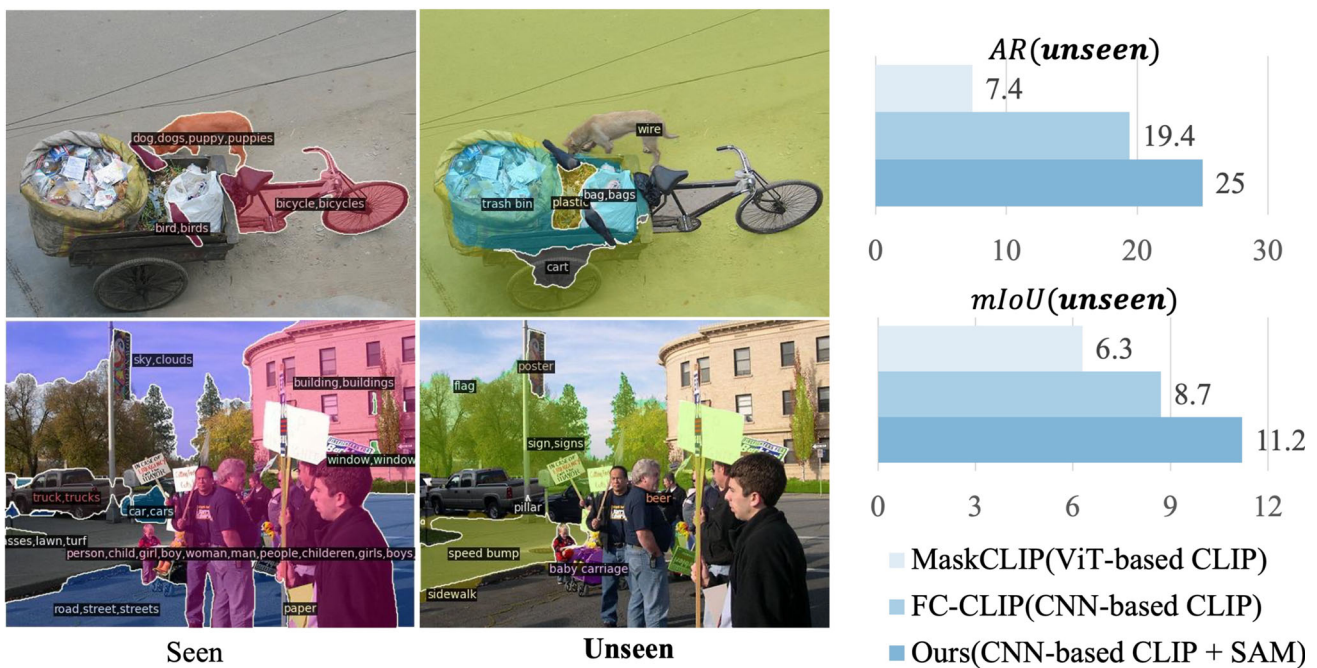 dog,dogs,puppy,puppies
bicycle,bicycles
bird,birds
wire
trash bin
plastic
bag,bags
cart
sky,clouds
building,buildings
window,window
truck,trucks
car,cars
asses,lawn,turf
person,child,girl,boy,woman,man,people,childeren,girls,boys,
road,street,streets
paper
poster
flag
sign,signs
beer
pillar
speed bump
baby carriage
sidewalk
Seen
Unseen
AR(unseen)
7.4
19.4
25
0 10 20 30
mIoU(unseen)
6.3
8.7
11.2
0 3 6 9 12
MaskCLIP(ViT-based CLIP)
FC-CLIP(CNN-based CLIP)
Ours(CNN-based CLIP + SAM)